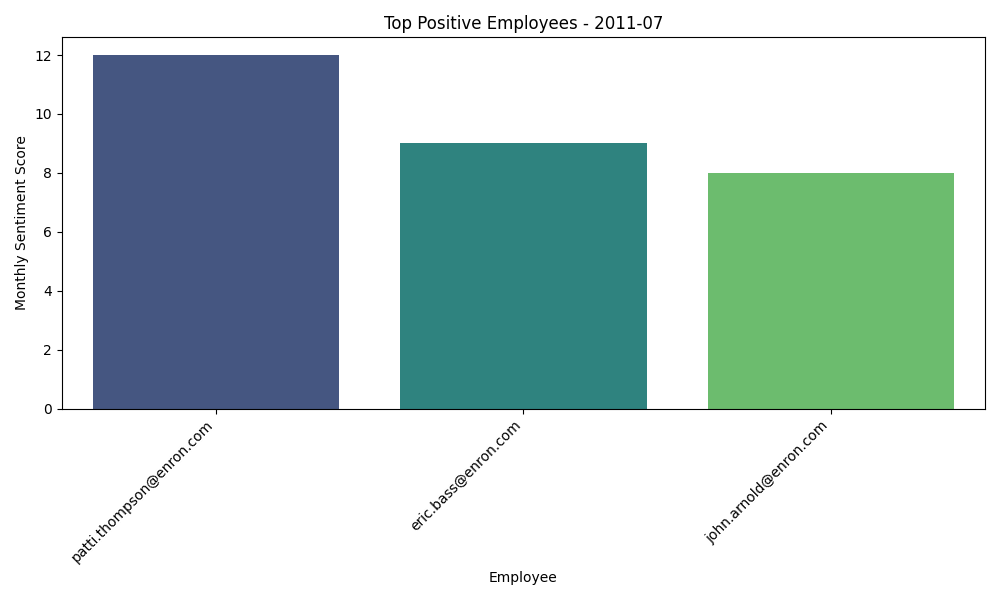 Top Positive Employees - 2011-07
Monthly Sentiment Score
12
10
8
6
4
2
0
patti.thompson@enron.com
eric.bass@enron.com
john.arnold@enron.com
Employee